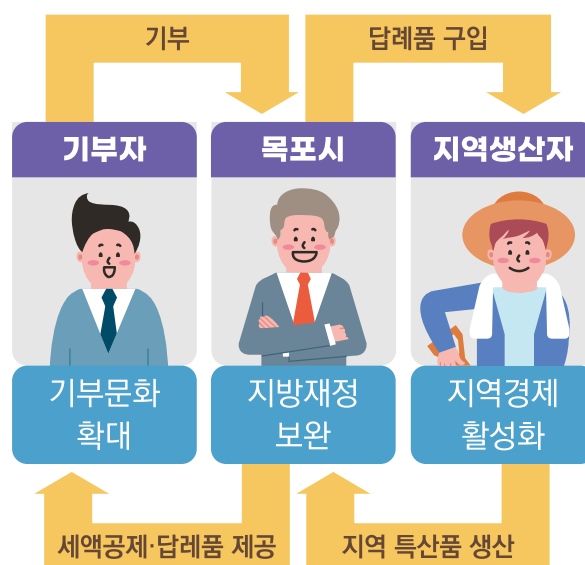 기부
답례품 구입
기부자
목포시
지역생산자
기부문화
확대
지방재정
보완
지역경제
활성화
세액공제·답레품 제공
지역 특산품 생산